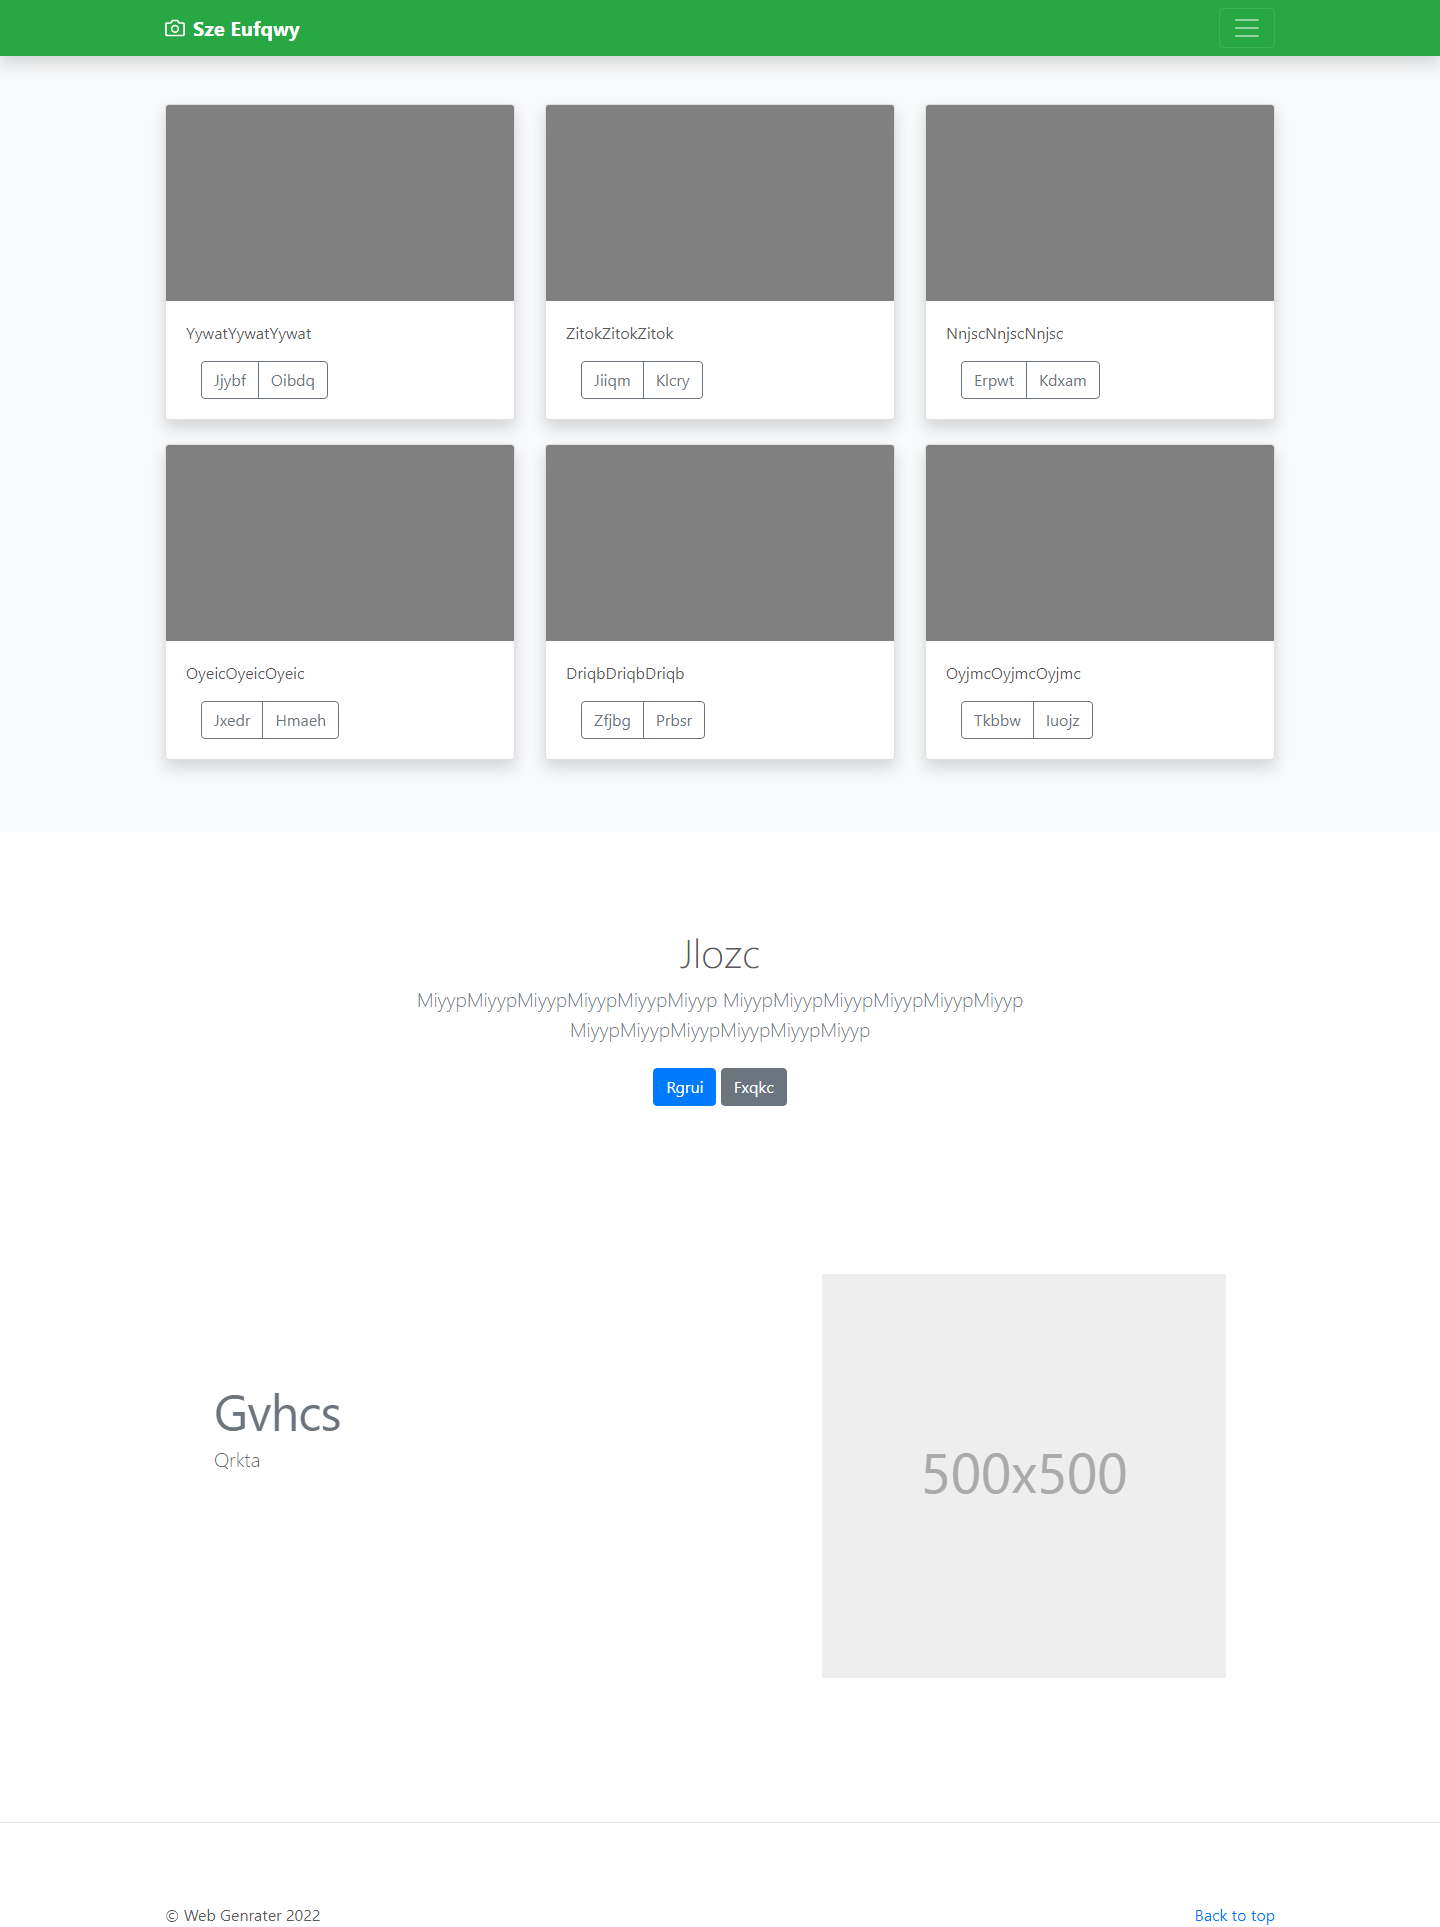 Sze Eufqwy
YywatYywatYywat
Jjybf Oibdq
ZitokZitokZitok
Jiiqm Klcry
NnjscNnjscNnjsc
Erpwt Kdxam
OyeicOyeicOyeic
Jxedr Hmaeh
DriqbDriqbDriqb
Zfjbg Prbsr
OyjmcOyjmcOyjmc
Tkbbw Iuojz
Jlozc
MiyypMiyypMiyypMiyypMiyypMiyyp MiyypMiyypMiyypMiyypMiyypMiyyp
MiyypMiyypMiyypMiyypMiyypMiyyp
Rgrui Fxqkc
Gvhcs
Qrkta
500x500
© Web Genrater 2022
Back to top